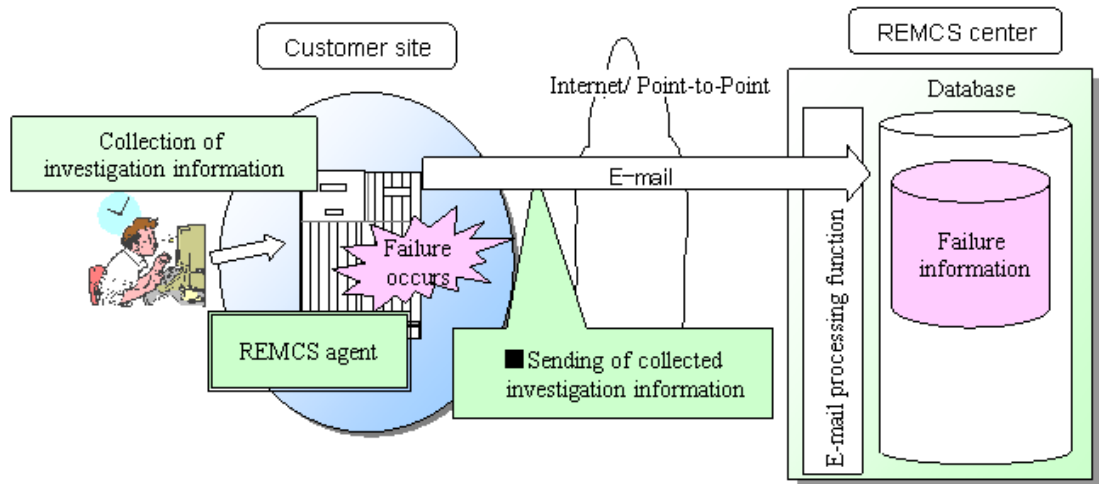 Customer site
REMCS center
Internet/ Point-to-Point
Database
Collection of
investigation information
E-mail
Failure
occurs
Failure
information
E-mail processing function
REMCS agent
■Sending of collected
investigation information